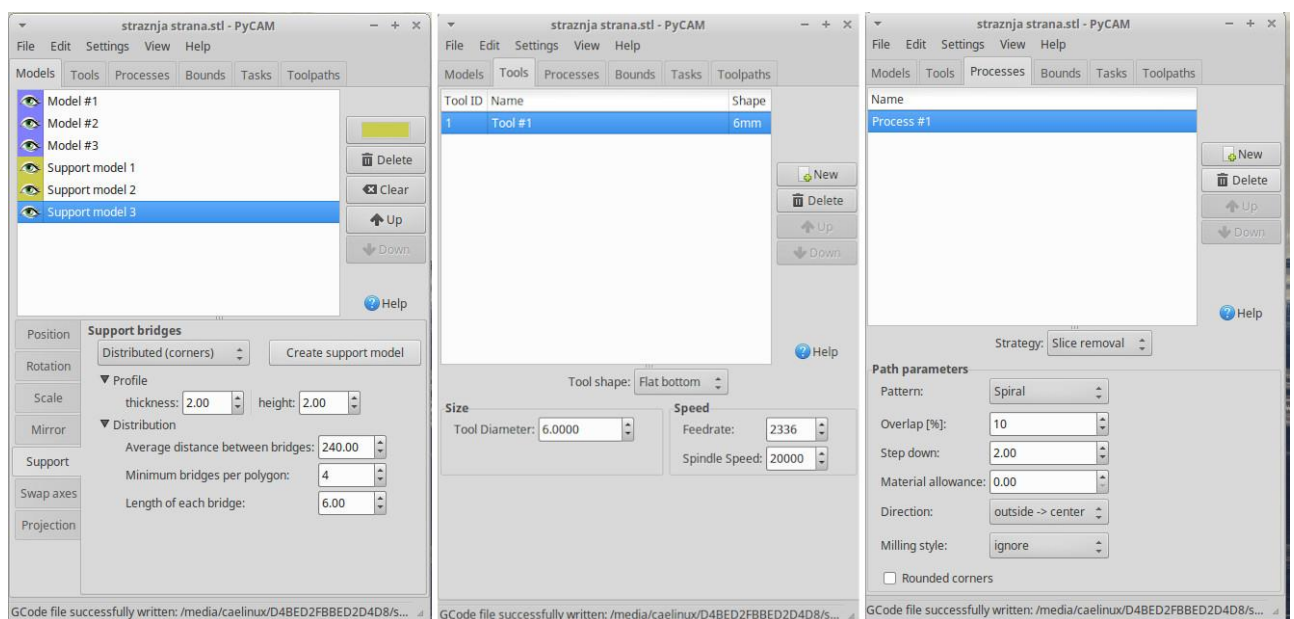 straznja strana.stl - PyCAM
File Edit Settings View Help
Models Tools Processes Bounds Tasks Toolpaths
Model #1
Model #2
Model #3
Support model 1
Support model 2
Support model 3
Delete
Clear
Up
Down
Help
Position
Rotation
Scale
Mirror
Support
Swap axes
Projection
Support bridges
Distributed (corners) Create support model
Profile
thickness: 2.00 height: 2.00
Distribution
Average distance between bridges: 240.00
Minimum bridges per polygon: 4
Length of each bridge: 6.00
GCode file successfully written: /media/caelinux/D4BED2FBBED2D4D8/s...
straznja strana.stl - PyCAM
File Edit Settings View Help
Models Tools Processes Bounds Tasks Toolpaths
Tool ID Name Shape
1 Tool #1 6mm
New
Delete
Up
Down
Help
Tool shape: Flat bottom
Size
Tool Diameter: 6.0000
Speed
Feedrate: 2336
Spindle Speed: 20000
GCode file successfully written: /media/caelinux/D4BED2FBBED2D4D8/s...
straznja strana.stl - PyCAM
File Edit Settings View Help
Models Tools Processes Bounds Tasks Toolpaths
Name
Process #1
New
Delete
Up
Down
Help
Strategy: Slice removal
Path parameters
Pattern: Spiral
Overlap [%]: 10
Step down: 2.00
Material allowance: 0.00
Direction: outside -> center
Milling style: ignore
Rounded corners
GCode file successfully written: /media/caelinux/D4BED2FBBED2D4D8/s...